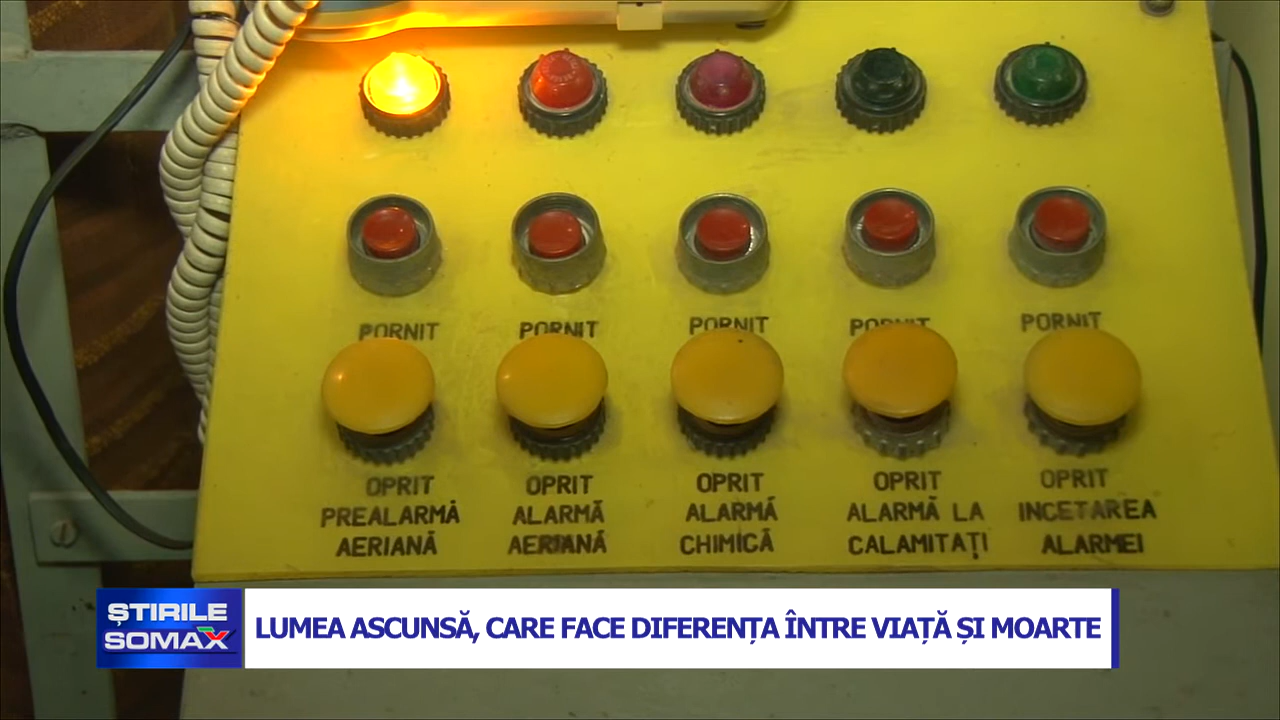 PORNIT PORNIT PORNIT PORNIT PORNIT
OPRIT OPRIT OPRIT OPRIT OPRIT
PREALARMĂ ALARMĂ ALARMĂ ALARMĂ LA INCETAREA
AERIANĂ AERIANĂ CHIMICĂ CALAMITAȚI ALARMEI
ȘTIRILE
SOMAX
LUMEA ASCUNSĂ, CARE FACE DIFERENȚA ÎNTRE VIAȚĂ ȘI MOARTE